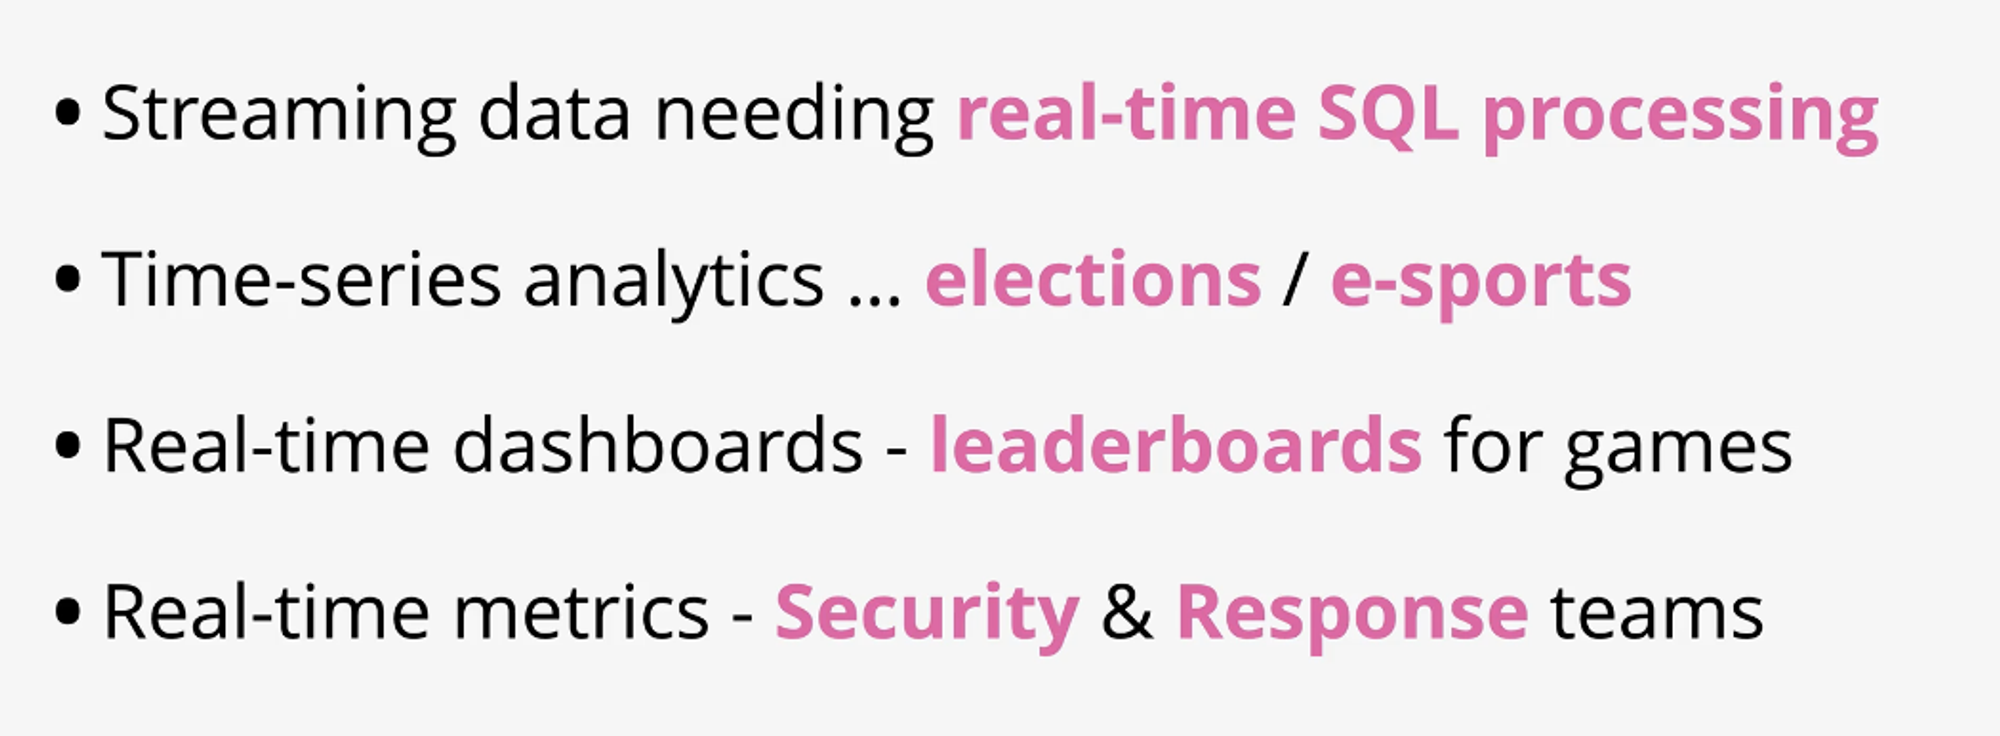 • Streaming data needing real-time SQL processing
• Time-series analytics ... elections / e-sports
• Real-time dashboards - leaderboards for games
• Real-time metrics - Security & Response teams